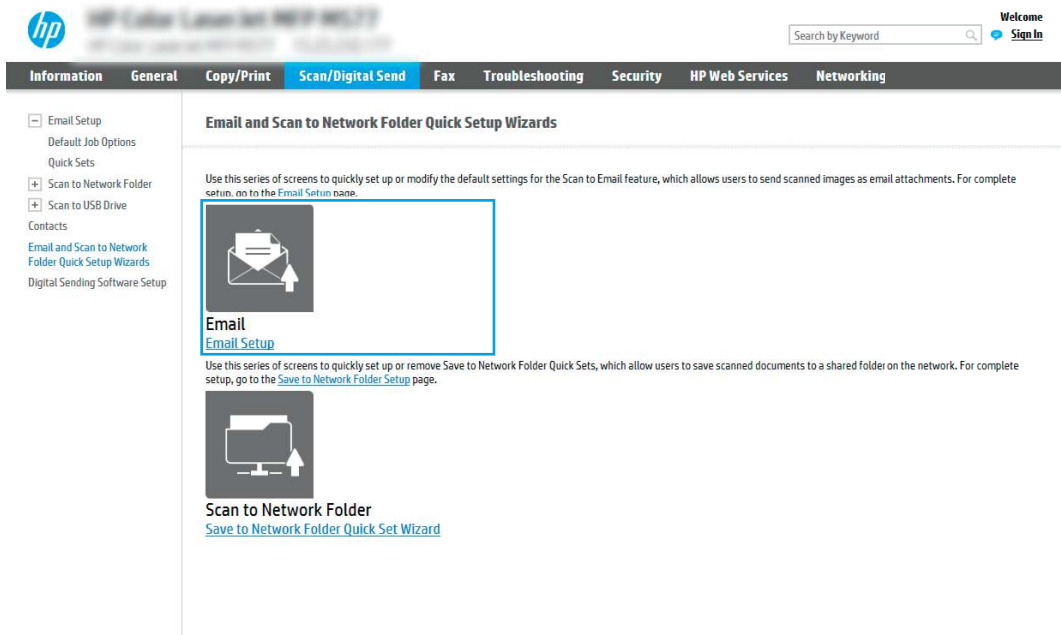 hp
HP Color LaserJet MFP M577
Welcome
Search by Keyword
Sign In
Information General Copy/Print Scan/Digital Send Fax Troubleshooting Security HP Web Services Networking
Email Setup
Default Job Options
Quick Sets
Scan to Network Folder
Scan to USB Drive
Contacts
Email and Scan to Network
Folder Quick Setup Wizards
Digital Sending Software Setup
Email and Scan to Network Folder Quick Setup Wizards
Use this series of screens to quickly set up or modify the default settings for the Scan to Email feature, which allows users to send scanned images as email attachments. For complete
setup, go to the Email Setup page.
Email
Email Setup
Use this series of screens to quickly set up or remove Save to Network Folder Quick Sets, which allow users to save scanned documents to a shared folder on the network. For complete
setup, go to the Save to Network Folder Setup page.
Scan to Network Folder
Save to Network Folder Quick Set Wizard